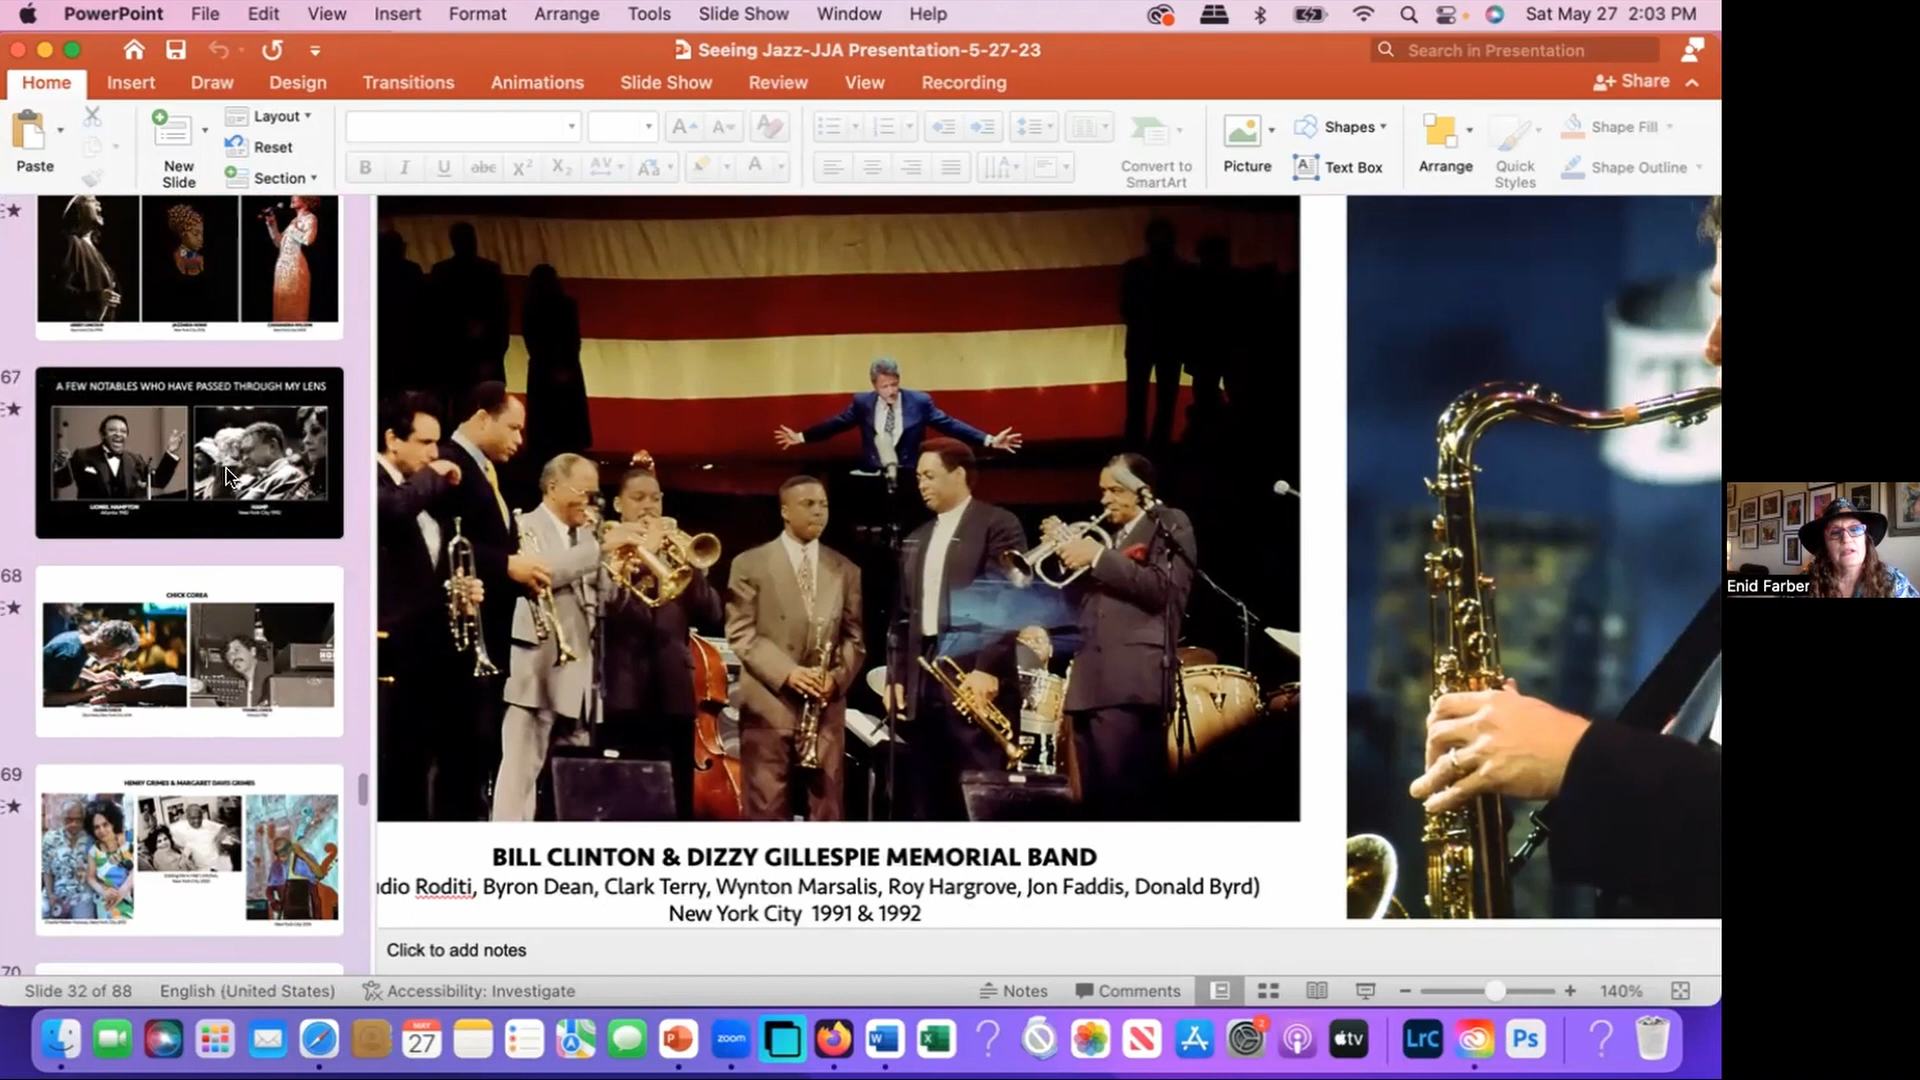 PowerPoint File Edit View Insert Format Arrange Tools Slide Show Window Help Sat May 27 2:03 PM
Seeing Jazz-JJA Presentation-5-27-23
Search in Presentation
Home Insert Draw Design Transitions Animations Slide Show Review View Recording Share
Paste
New Slide
Layout
Reset
Section
Convert to SmartArt
Picture
Shapes
Text Box
Arrange
Quick Styles
Shape Fill
Shape Outline
67
A FEW NOTABLES WHO HAVE PASSED THROUGH MY LENS
LIONEL HAMPTON
HAMP
68
CHICK COREA
69
HENRY GRIMES & MARGARET DAVIS GRIMES
70
BILL CLINTON & DIZZY GILLESPIE MEMORIAL BAND
dio Roditi, Byron Dean, Clark Terry, Wynton Marsalis, Roy Hargrove, Jon Faddis, Donald Byrd)
New York City 1991 & 1992
Click to add notes
Slide 32 of 88 English (United States) Accessibility: Investigate Notes Comments 140%
Enid Farber
MAY
27
zoom
W
X
2
tv
LrC
Ps